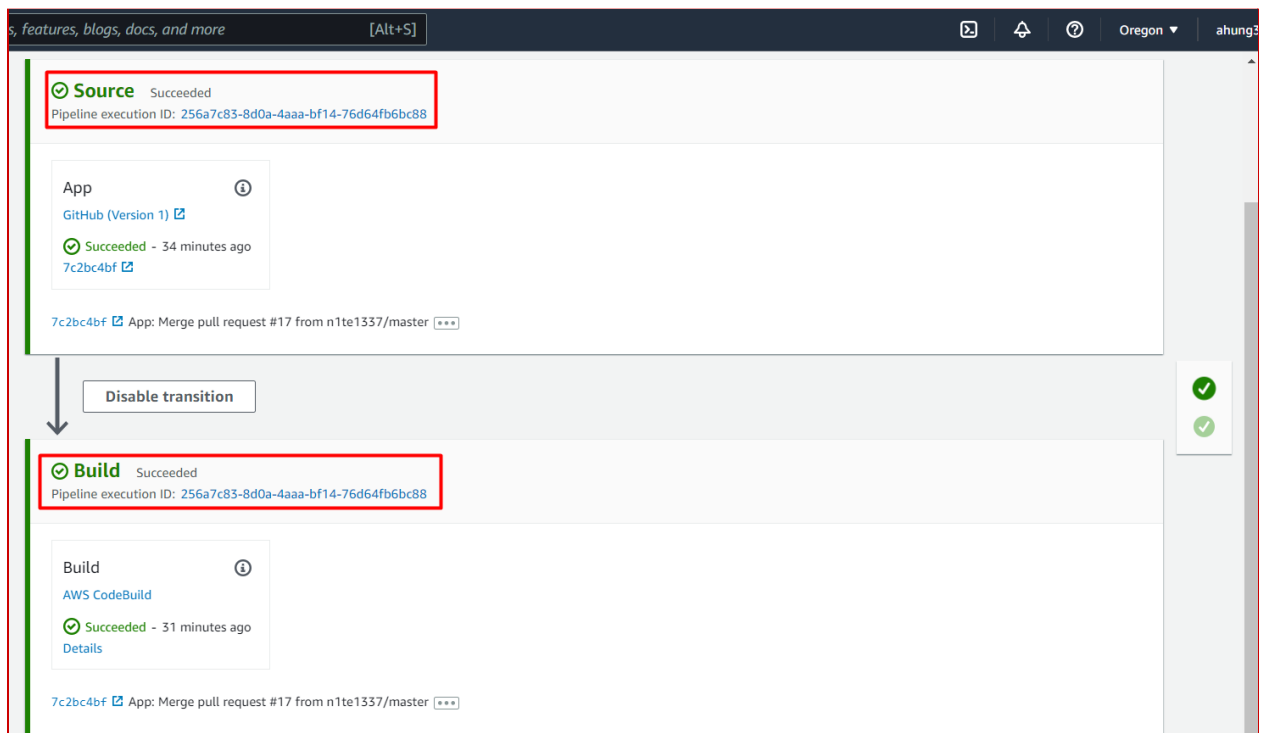 s, features, blogs, docs, and more [Alt+S] Oregon ▼ ahung3
Source Succeeded
Pipeline execution ID: 256a7c83-8d0a-4aaa-bf14-76d64fb6bc88
App
GitHub (Version 1)
Succeeded - 34 minutes ago
7c2bc4bf
7c2bc4bf App: Merge pull request #17 from n1te1337/master
Disable transition
Build Succeeded
Pipeline execution ID: 256a7c83-8d0a-4aaa-bf14-76d64fb6bc88
Build
AWS CodeBuild
Succeeded - 31 minutes ago
Details
7c2bc4bf App: Merge pull request #17 from n1te1337/master